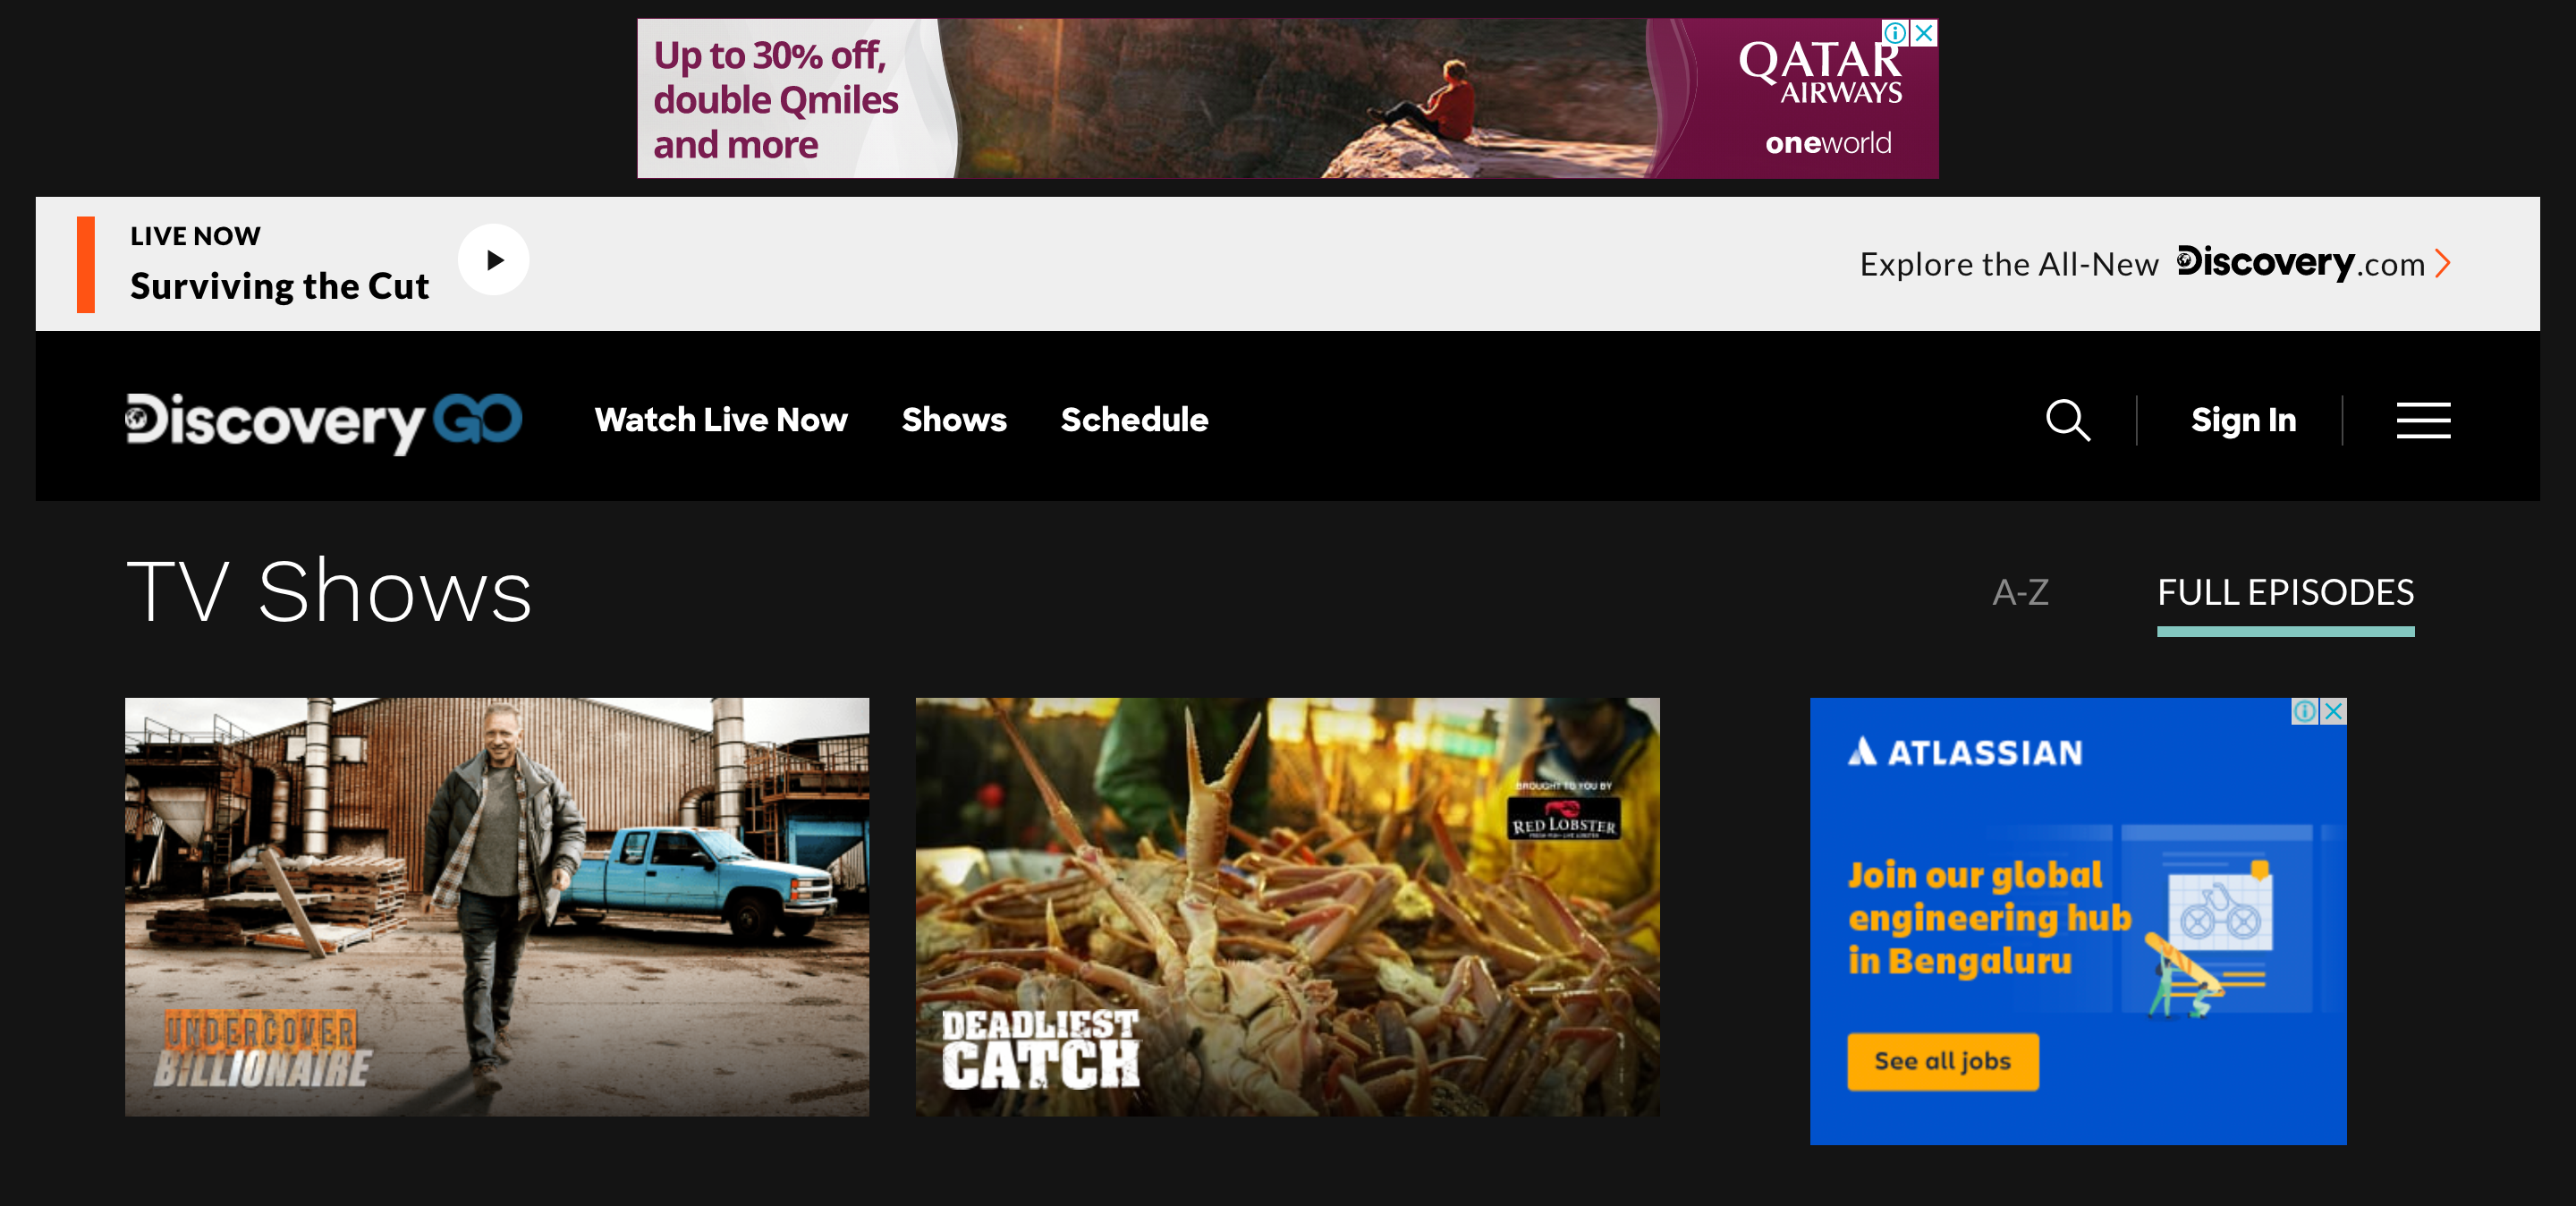 Up to 30% off,
double Qmiles
and more
QATAR
AIRWAYS
oneworld
LIVE NOW
Surviving the Cut
Explore the All-New Discovery.com
Discovery GO
Watch Live Now
Shows
Schedule
Sign In
TV Shows
A-Z
FULL EPISODES
UNDERCOVER
BILLIONAIRE
BROUGHT TO YOU BY
RED LOBSTER
DEADLIEST
CATCH
ATLASSIAN
Join our global
engineering hub
in Bengaluru
See all jobs